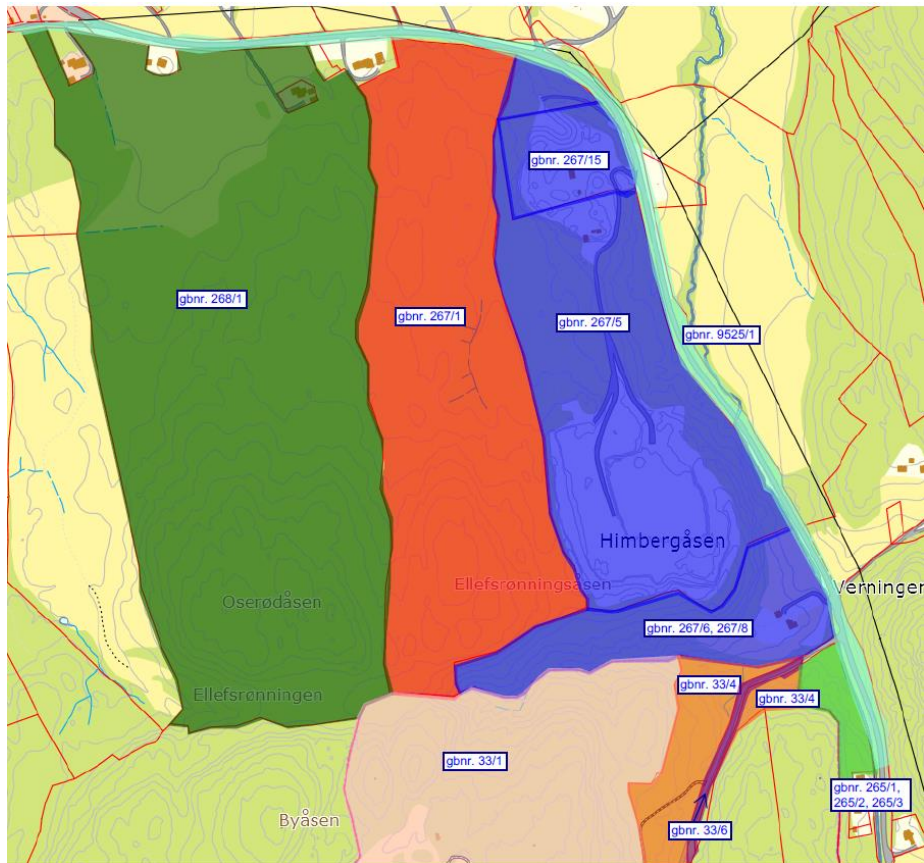 gbnr. 267/15
gbnr. 268/1
gbnr. 267/1
gbnr. 267/5
gbnr. 9525/1
Himbergåsen
Ellefsrønningsåsen
Verningen
Oserødåsen
gbnr. 267/6, 267/8
Ellefsrønningen
gbnr. 33/4
gbnr. 33/4
gbnr. 33/1
gbnr. 265/1,
265/2, 265/3
Byåsen
gbnr. 33/6